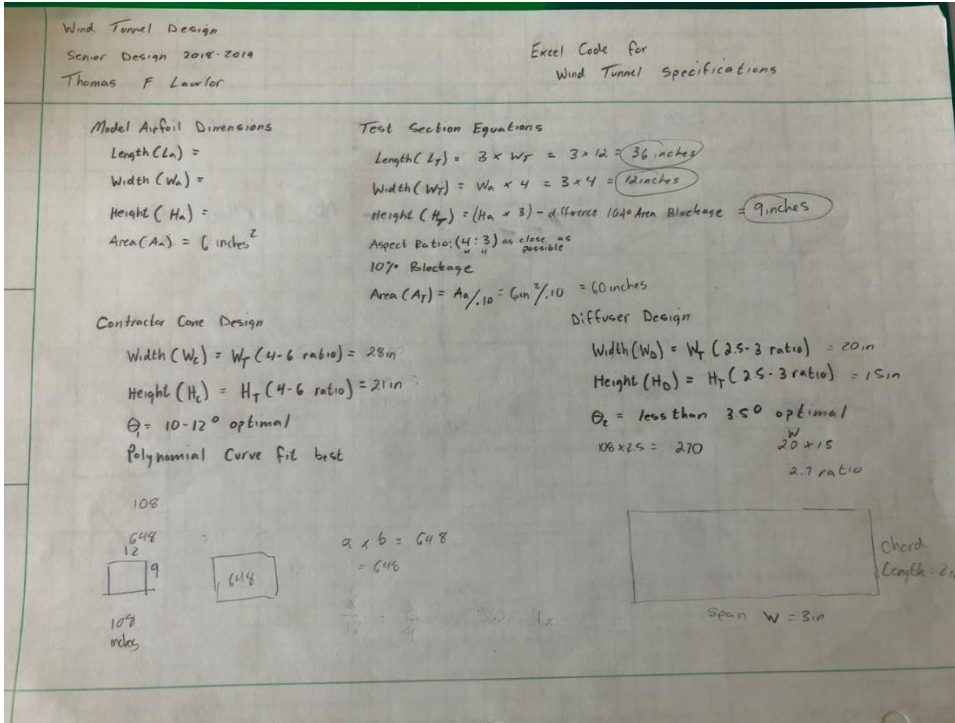 Wind Tunnel Design
Senior Design 2018-2019
Thomas F Lawlor
Excel Code for
Wind Tunnel Specifications
Model Airfoil Dimensions
Length (La) =
Width (Wa) =
Height (Ha) =
Area (Aa) = 6 inches²
Test Section Equations
Length (LT) = 3 x WT = 3 x 12 = 36 inches
Width (WT) = Wa x 4 = 3 x 4 = 12 inches
Height (HT) = (Ha x 3) - difference 10% Area Blockage = 9 inches
Aspect Ratio: (4" : 3") as close as possible
10% Blockage
Area (AT) = Aa/.10 = 6in²/.10 = 60 inches
Contractor Cone Design
Width (Wc) = WT (4-6 ratio) = 28in
Height (Hc) = HT (4-6 ratio) = 21in
θ1 = 10-12° optimal
Polynomial Curve fit best
Diffuser Design
Width (WD) = WT (2.5-3 ratio) = 20in
Height (HD) = HT (2.5-3 ratio) = 15in
θ2 = less than 3.5° optimal
108 x 2.5 = 270
W
20 x 15
2.7 ratio
108
648
12
9
108
inches
648
a x b = 648
= 648
Chord
Length = 2in
Span W = 3in